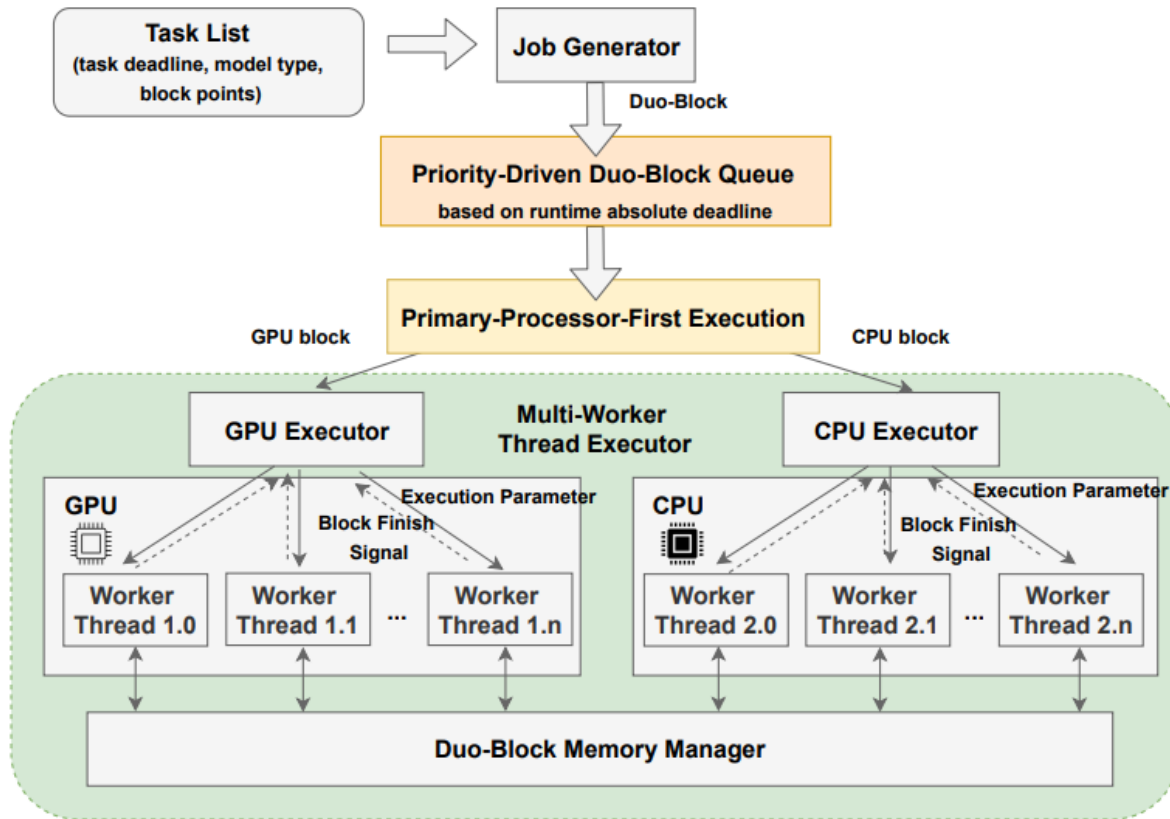 Task List
(task deadline, model type,
block points)
Job Generator
Duo-Block
Priority-Driven Duo-Block Queue
based on runtime absolute deadline
Primary-Processor-First Execution
GPU block
CPU block
Multi-Worker
Thread Executor
GPU Executor
CPU Executor
GPU
Execution Parameter
Block Finish
Signal
Worker
Thread 1.0
Worker
Thread 1.1
...
Worker
Thread 1.n
CPU
Execution Parameter
Block Finish
Signal
Worker
Thread 2.0
Worker
Thread 2.1
...
Worker
Thread 2.n
Duo-Block Memory Manager